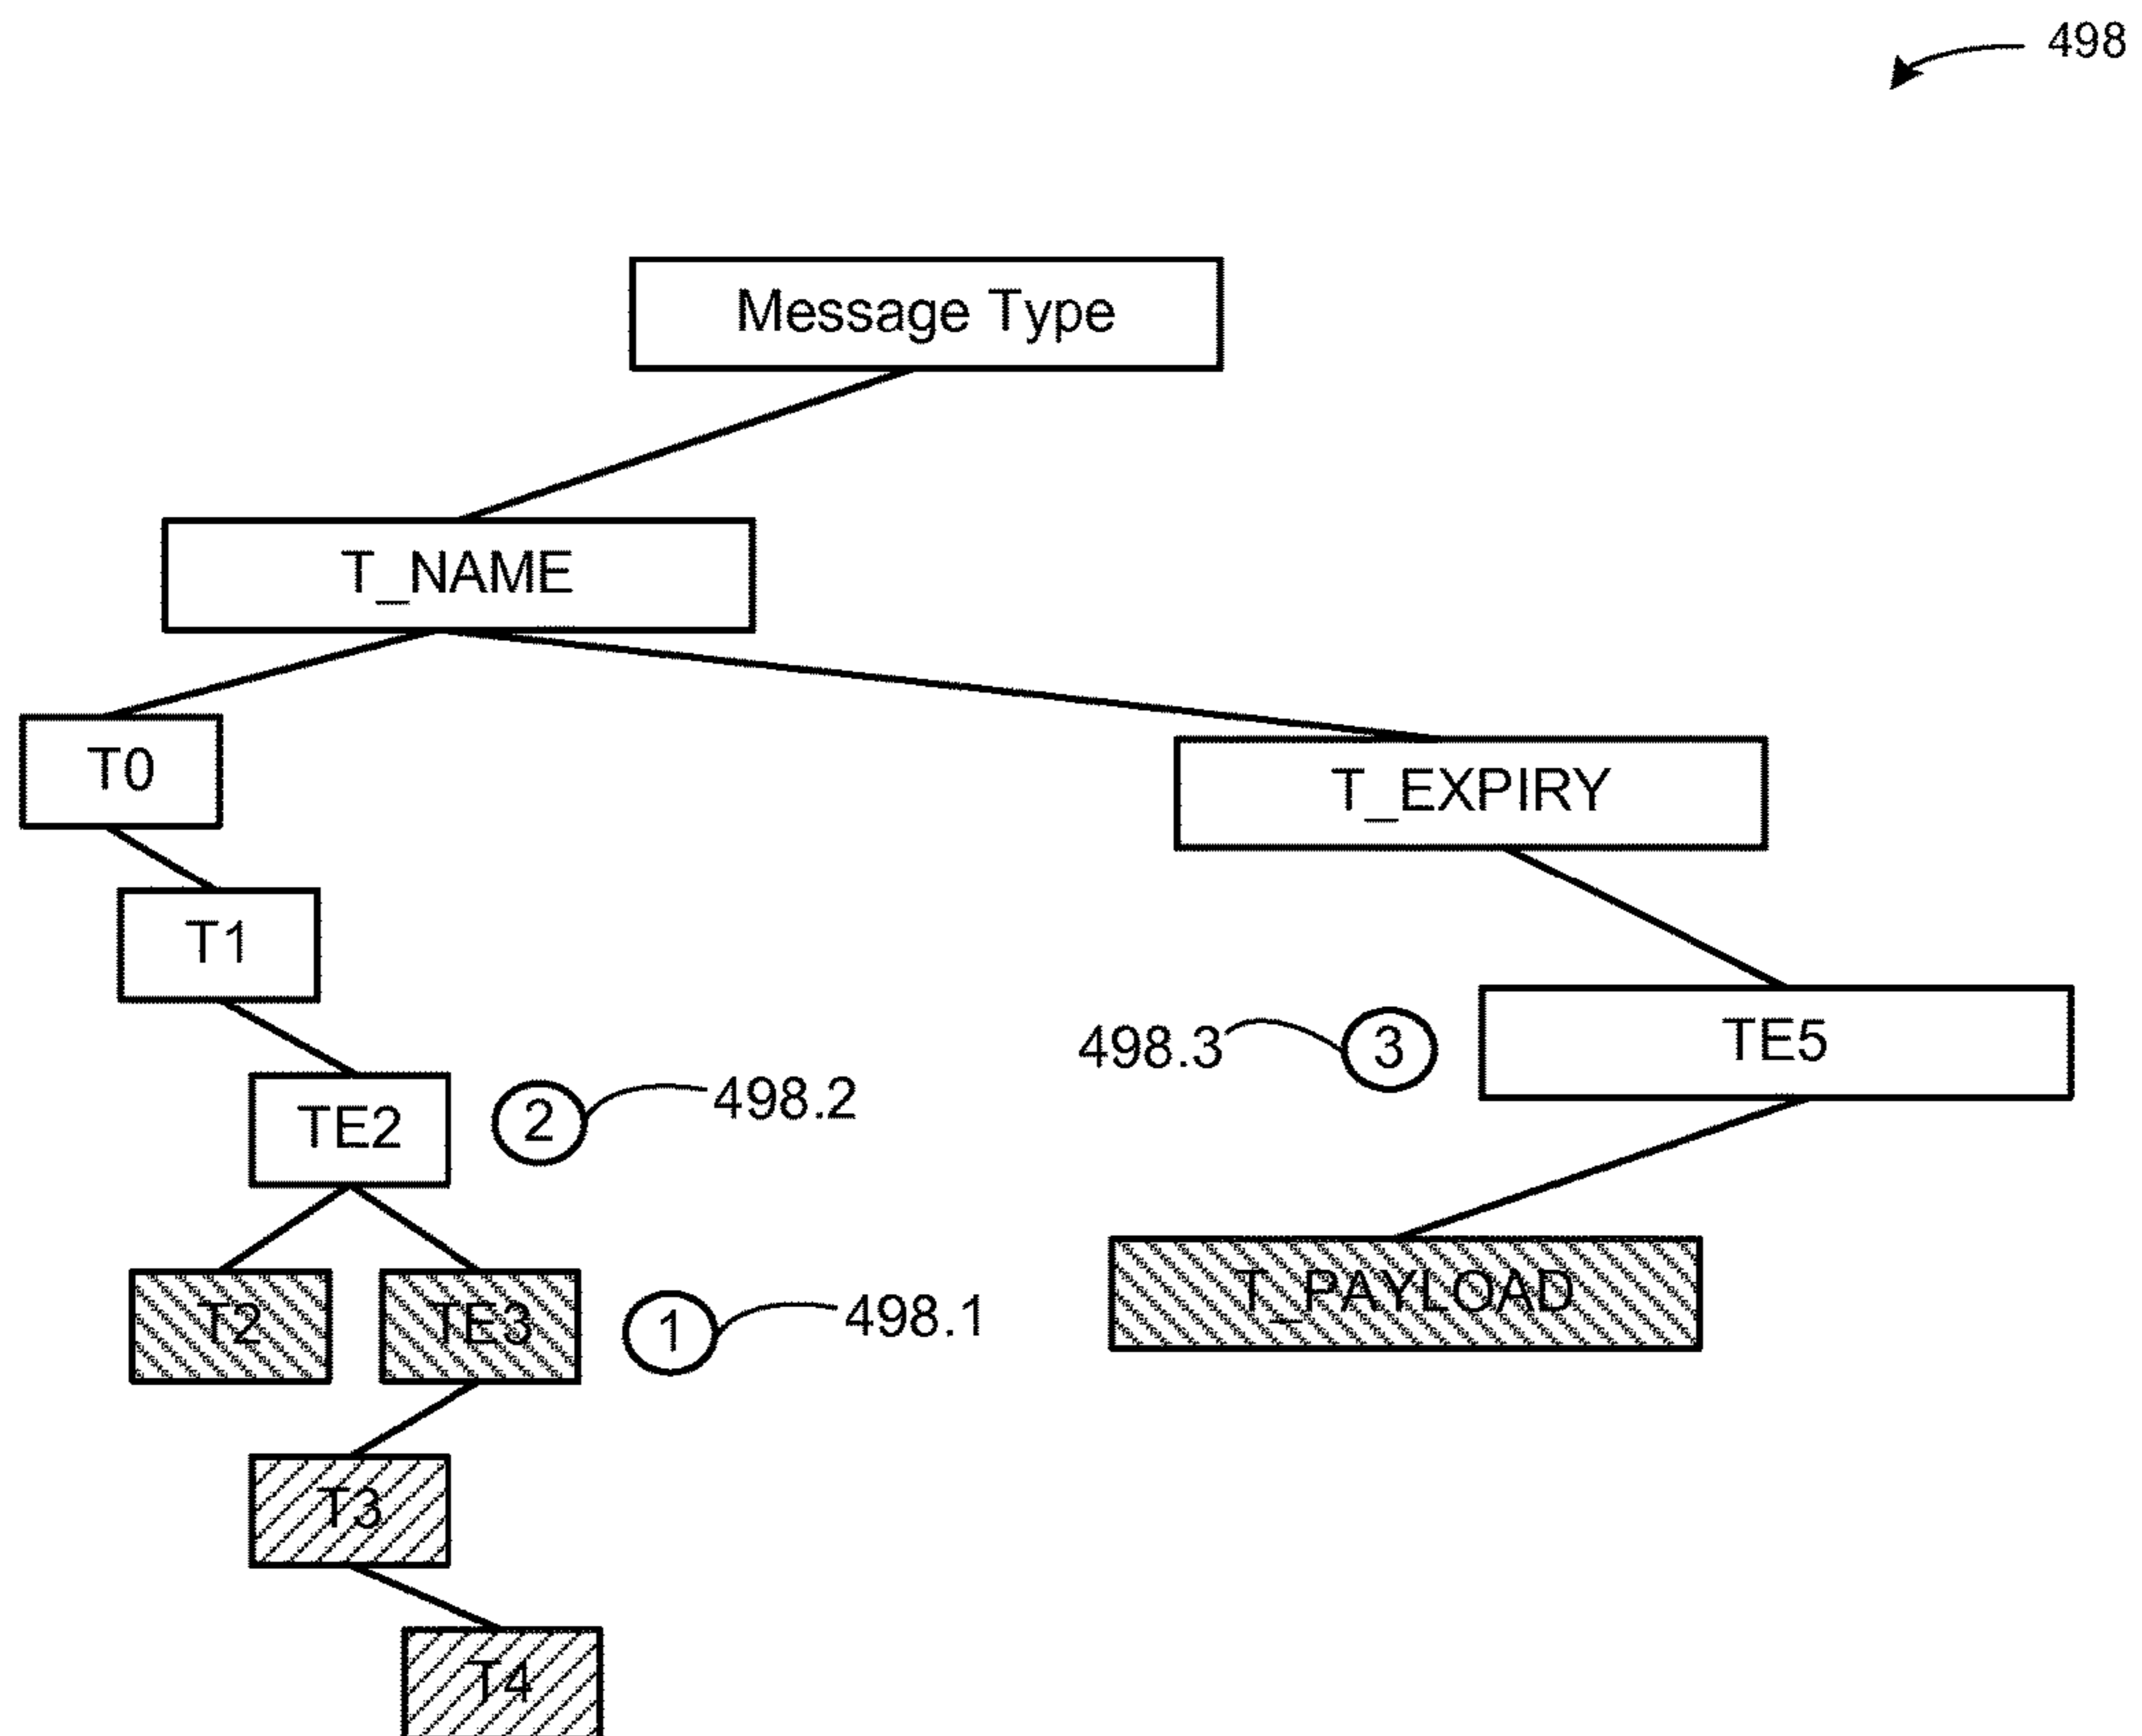 498
Message Type
T_NAME
T0
T_EXPIRY
T1
TE2
2
498.2
498.3
3
TE5
T2
TE3
1
498.1
T_PAYLOAD
T3
T4